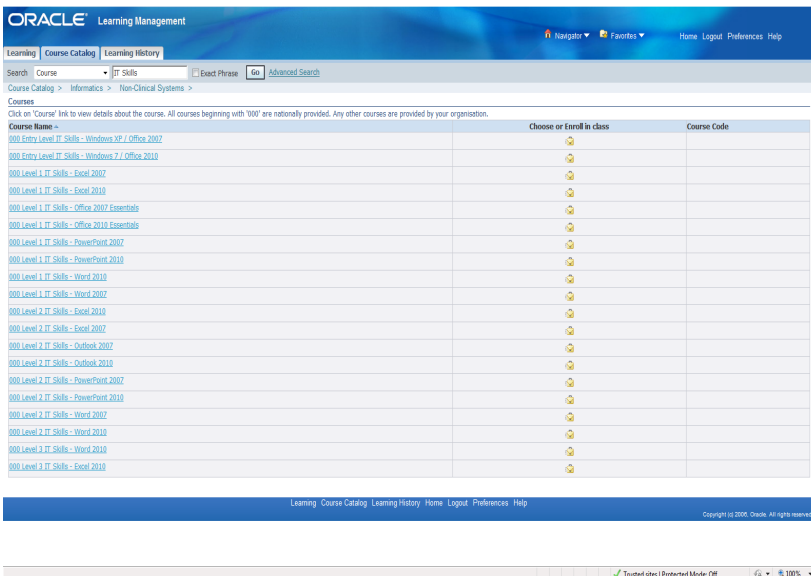 ORACLE® Learning Management
Navigator Favorites Home Logout Preferences Help
Learning Course Catalog Learning History
Search Course IT Skills Exact Phrase Go Advanced Search
Course Catalog > Informatics > Non-Clinical Systems >
Courses
Click on 'Course' link to view details about the course. All courses beginning with '000' are nationally provided. Any other courses are provided by your organisation.
Course Name Choose or Enroll in class Course Code
000 Entry Level IT Skills - Windows XP / Office 2007
000 Entry Level IT Skills - Windows 7 / Office 2010
000 Level 1 IT Skills - Excel 2007
000 Level 1 IT Skills - Excel 2010
000 Level 1 IT Skills - Office 2007 Essentials
000 Level 1 IT Skills - Office 2010 Essentials
000 Level 1 IT Skills - PowerPoint 2007
000 Level 1 IT Skills - PowerPoint 2010
000 Level 1 IT Skills - Word 2010
000 Level 1 IT Skills - Word 2007
000 Level 2 IT Skills - Excel 2010
000 Level 2 IT Skills - Excel 2007
000 Level 2 IT Skills - Outlook 2007
000 Level 2 IT Skills - Outlook 2010
000 Level 2 IT Skills - PowerPoint 2007
000 Level 2 IT Skills - PowerPoint 2010
000 Level 2 IT Skills - Word 2007
000 Level 2 IT Skills - Word 2010
000 Level 3 IT Skills - Word 2010
000 Level 3 IT Skills - Excel 2010
Learning Course Catalog Learning History Home Logout Preferences Help
Copyright (c) 2006, Oracle. All rights reserved
Trusted sites | Protected Mode: Off 100%